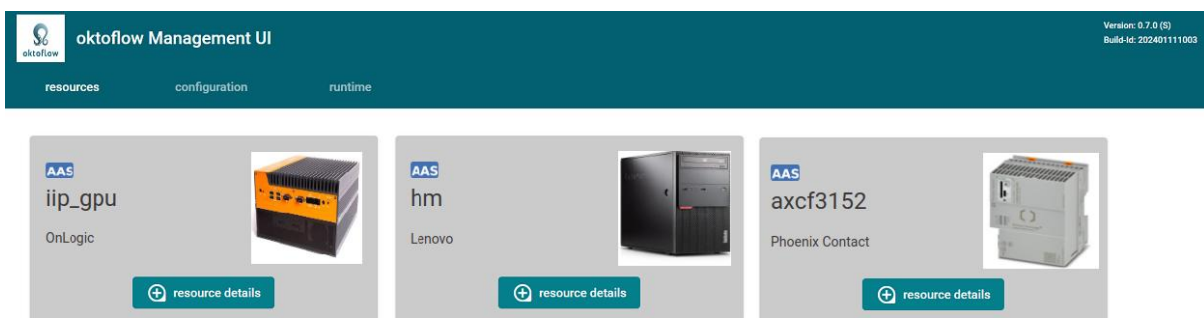 oktoflow
oktoflow Management UI
Version: 0.7.0 (S)
Build-Id: 202401111003
resources
configuration
runtime
AAS
iip_gpu
OnLogic
resource details
AAS
hm
Lenovo
resource details
AAS
axcf3152
Phoenix Contact
resource details